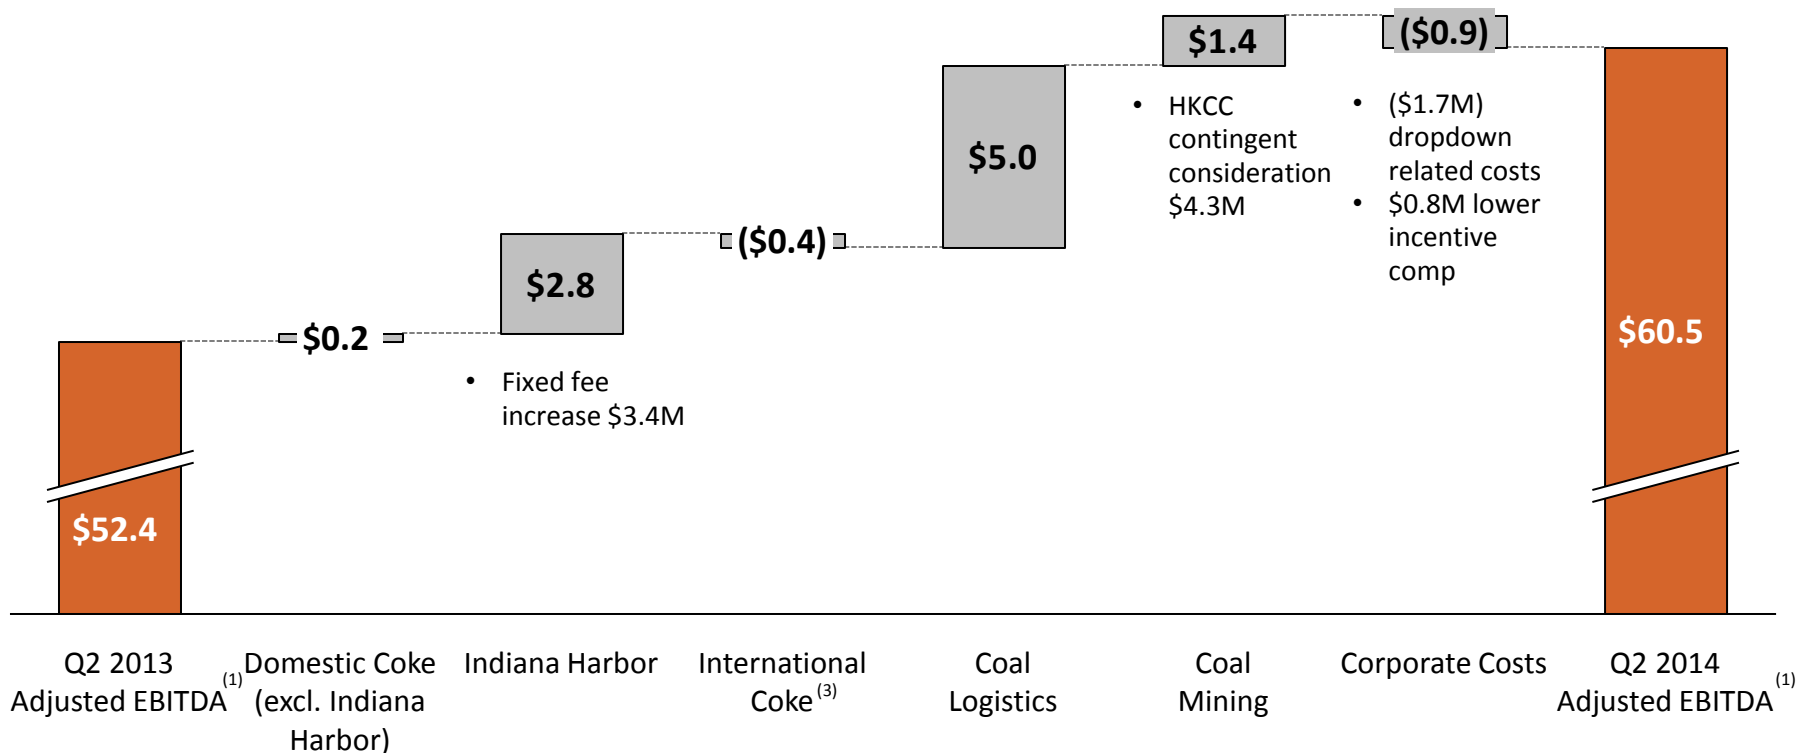 $52.4
$0.2
$2.8
• Fixed fee
increase $3.4M
($0.4)
$5.0
$1.4
• HKCC
contingent
consideration
$4.3M
($0.9)
• ($1.7M)
dropdown
related costs
• $0.8M lower
incentive
comp
$60.5
Q2 2013
Adjusted EBITDA(1)
Domestic Coke
(excl. Indiana
Harbor)
Indiana Harbor
International
Coke(3)
Coal
Logistics
Coal
Mining
Corporate Costs
Q2 2014
Adjusted EBITDA(1)